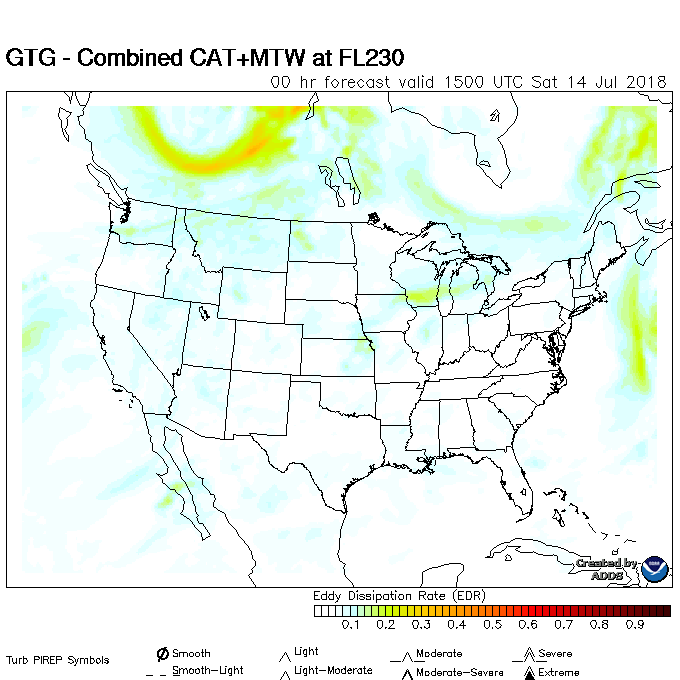 GTG - Combined CAT+MTW at FL230
00 hr forecast valid 1500 UTC Sat 14 Jul 2018
Created by
ADDS
Eddy Dissipation Rate (EDR)
0.1 0.2 0.3 0.4 0.5 0.6 0.7 0.8 0.9
Turb PIREP Symbols
Smooth Light Moderate Severe
Smooth-Light Light-Moderate Moderate-Severe Extreme